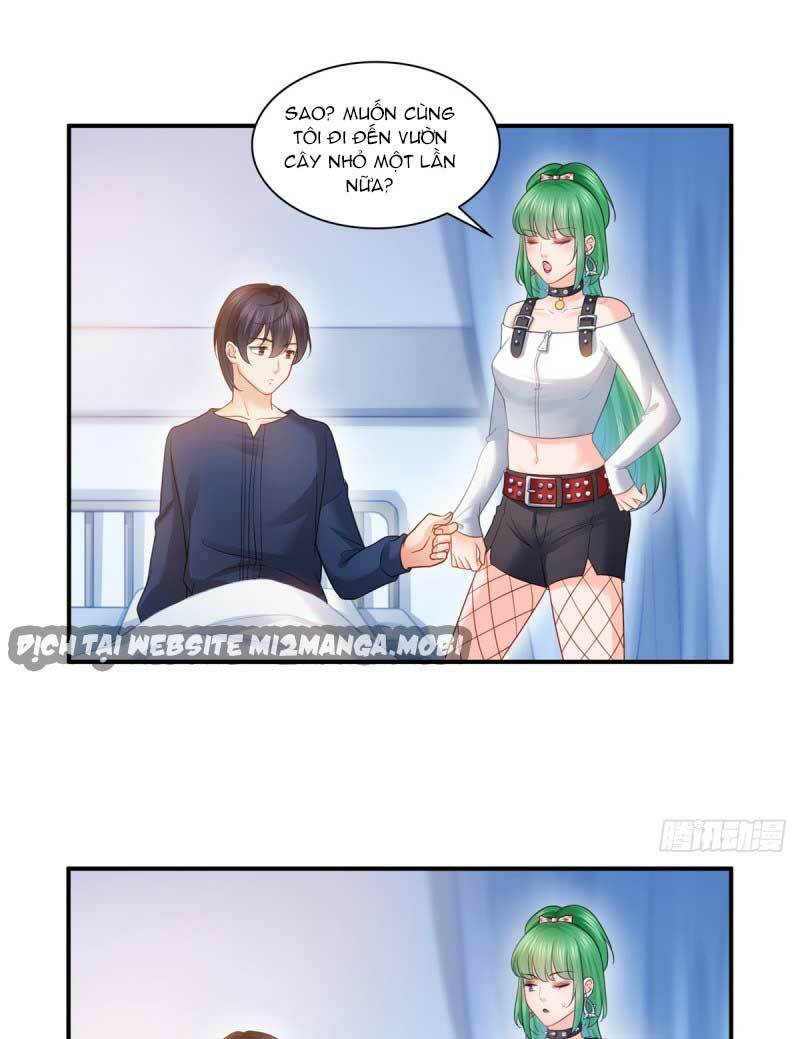 SAO? MUỐN CÙNG
TÔI ĐI ĐẾN VƯỜN
CÂY NHỎ MỘT LẦN
NỮA?
DỊCH TẠI WEBSITE MI2MANGA.MOBI
腾讯动漫